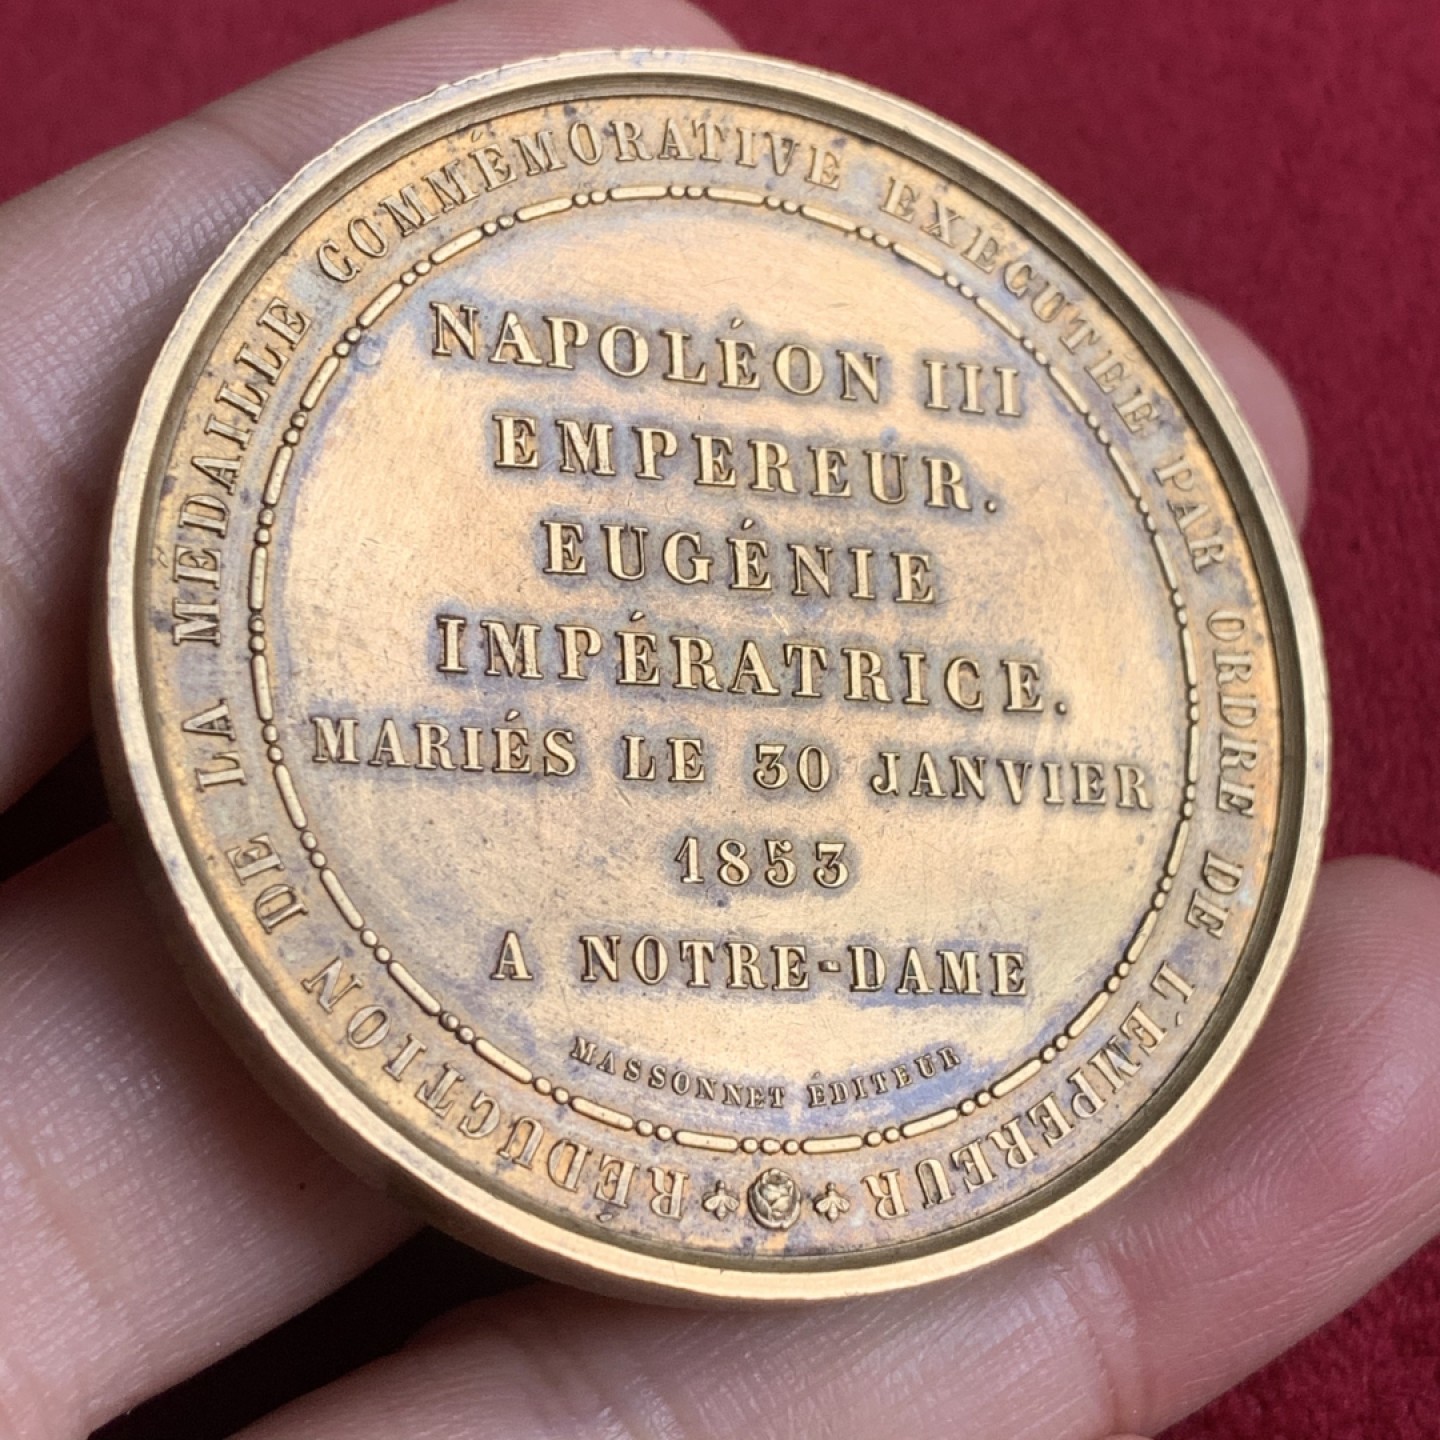 RÉDUCTION DE LA MÉDAILLE COMMÉMORATIVE EXÉCUTÉE PAR ORDRE DE L'EMPEREUR
NAPOLÉON III
EMPEREUR.
EUGÉNIE
IMPÉRATRICE.
MARIÉS LE 30 JANVIER
1853
A NOTRE-DAME
MASSONNET ÉDITEUR